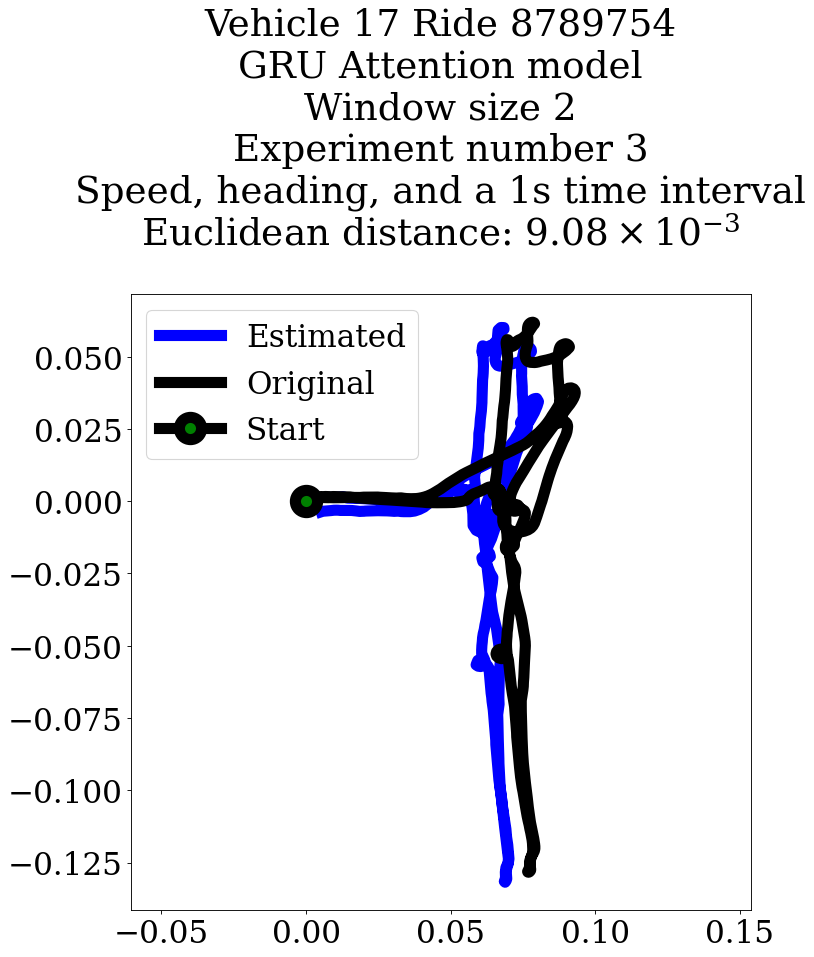 Vehicle 17 Ride 8789754
GRU Attention model
Window size 2
Experiment number 3
Speed, heading, and a 1s time interval
Euclidean distance: 9.08 × 10⁻³
Estimated
Original
Start
0.050
0.025
0.000
−0.025
−0.050
−0.075
−0.100
−0.125
−0.05 0.00 0.05 0.10 0.15